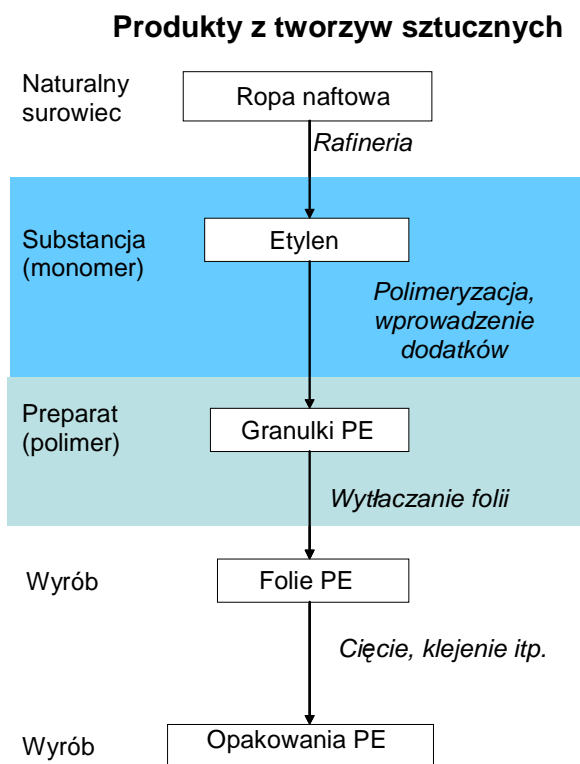 Produkty z tworzyw sztucznych
Naturalny
surowiec
Ropa naftowa
Rafineria
Substancja
(monomer)
Etylen
Polimeryzacja,
wprowadzenie
dodatków
Preparat
(polimer)
Granulki PE
Wytłaczanie folii
Wyrób
Folie PE
Cięcie, klejenie itp.
Wyrób
Opakowania PE